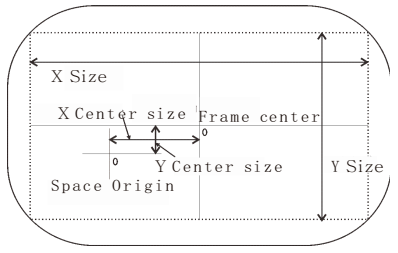 X Size
X Center size
Frame center
0
0
Y Center size
Y Size
Space Origin